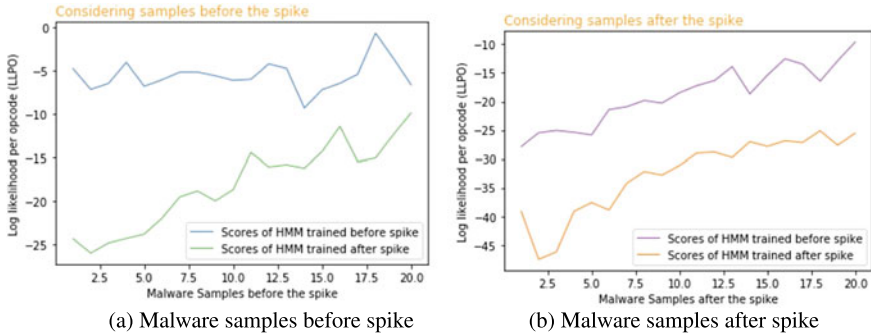 Considering samples before the spike
0
−5
−10
−15
−20
−25
Log likelihood per opcode (LLPO)
Scores of HMM trained before spike
Scores of HMM trained after spike
2.5 5.0 7.5 10.0 12.5 15.0 17.5 20.0
Malware Samples before the spike
(a) Malware samples before spike
Considering samples after the spike
−10
−15
−20
−25
−30
−35
−40
−45
Log likelihood per opcode (LLPO)
Scores of HMM trained before spike
Scores of HMM trained after spike
2.5 5.0 7.5 10.0 12.5 15.0 17.5 20.0
Malware Samples after the spike
(b) Malware samples after spike